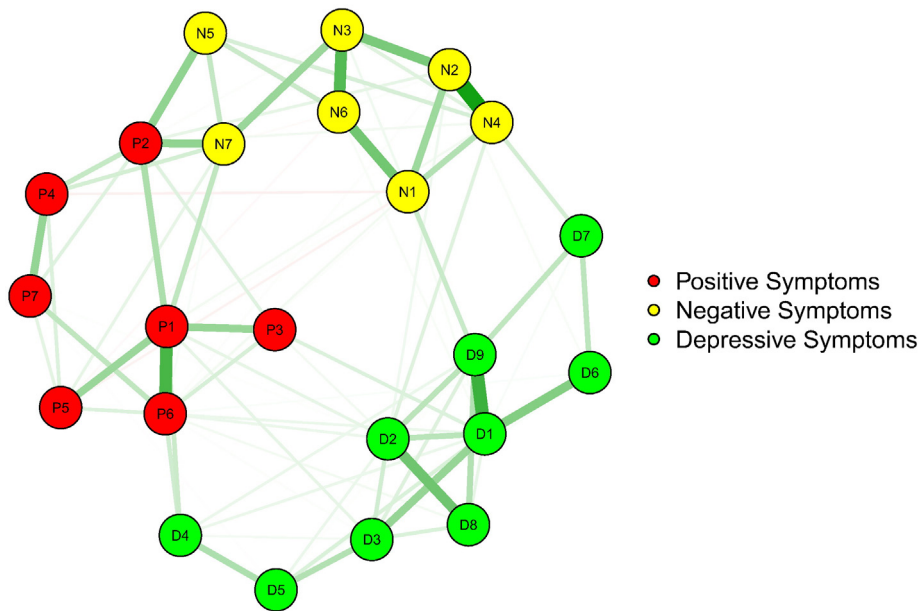 N5
N3
N2
N6
N4
P2
N7
P4
N1
D7
P7
P1
P3
D9
D6
P5
P6
D2
D1
D8
D4
D3
D5
Positive Symptoms
Negative Symptoms
Depressive Symptoms